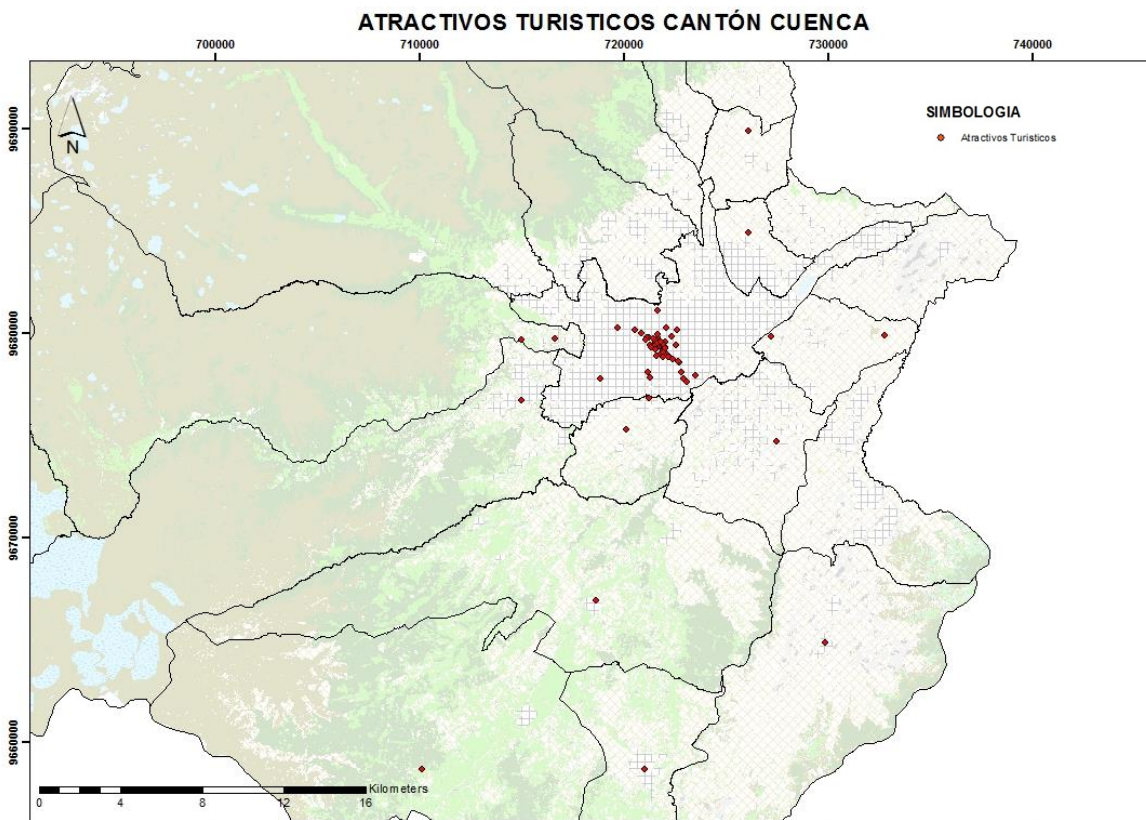 ATRACTIVOS TURISTICOS CANTÓN CUENCA
700000 710000 720000 730000 740000
SIMBOLOGIA
Atractivos Turisticos
9690000
N
9680000
9670000
9660000
Kilometers
0 2 4 8 12 16